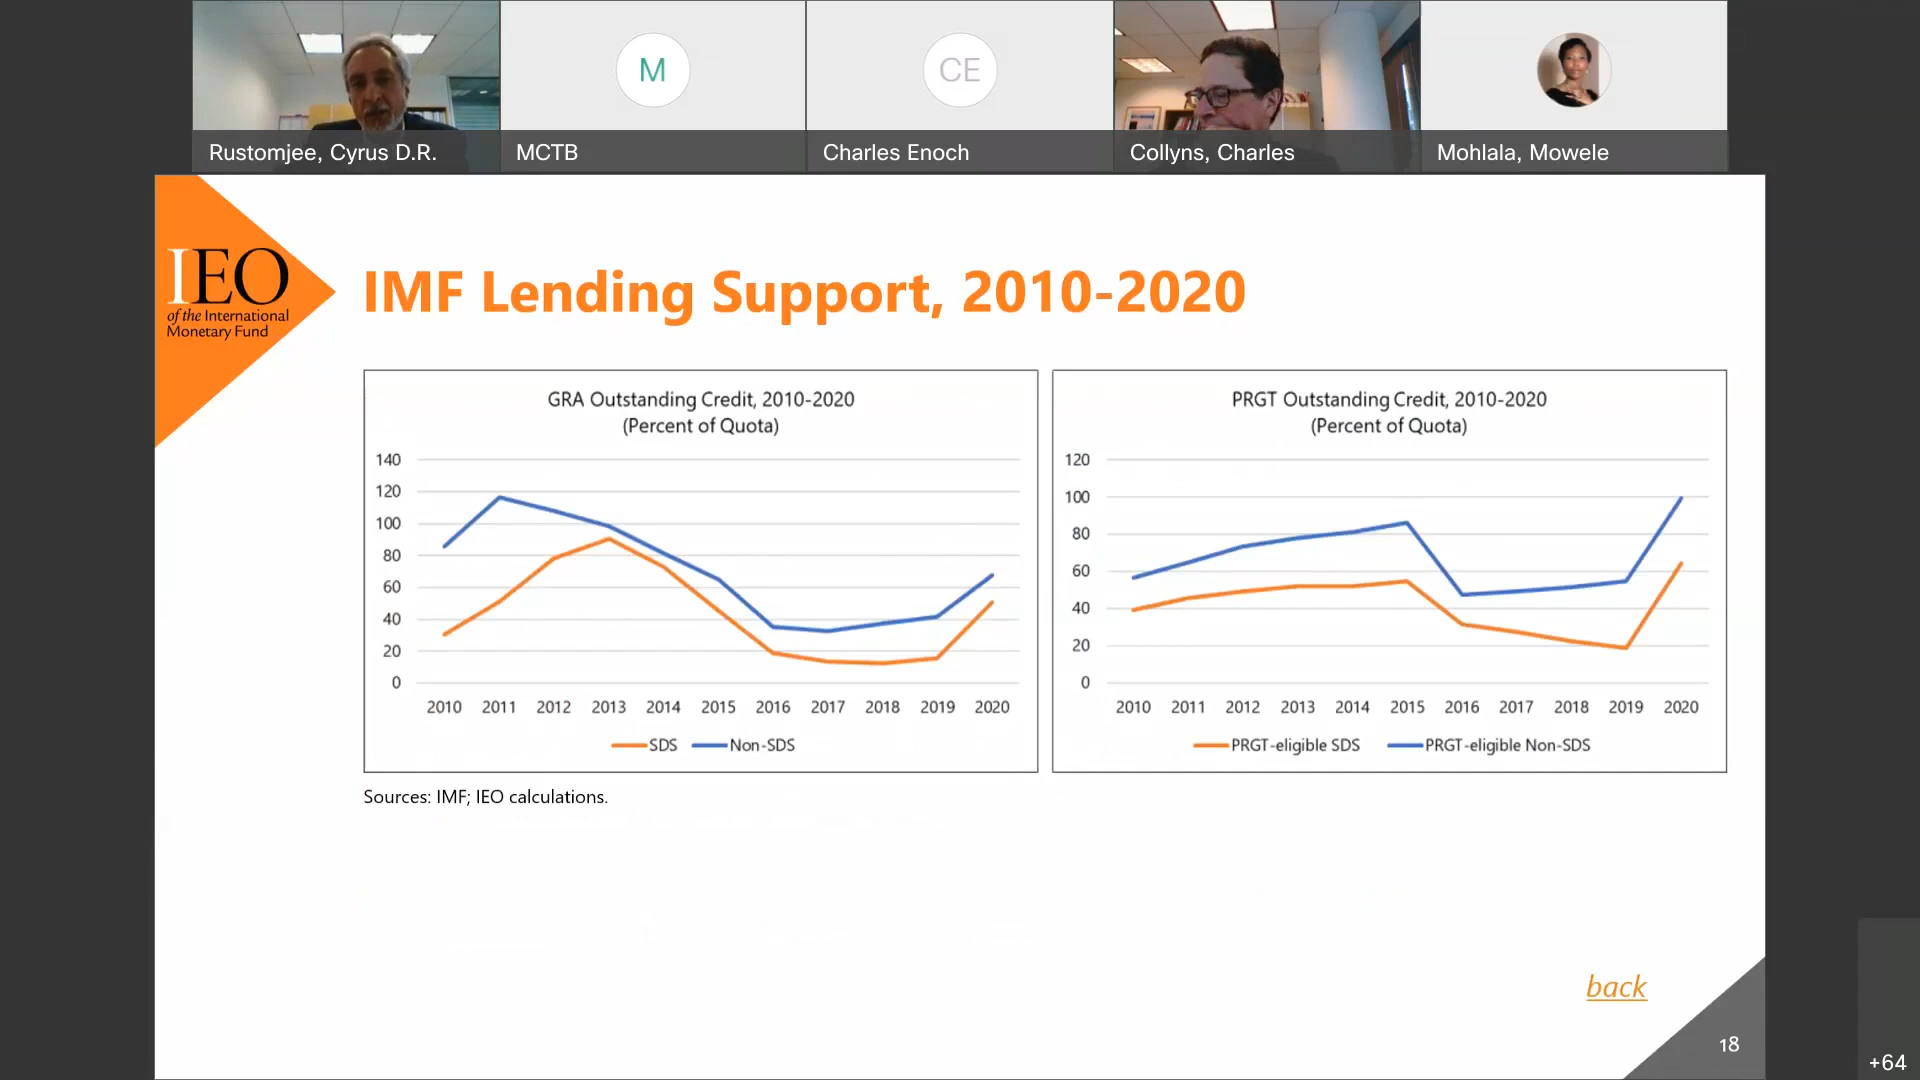 M
CE
Rustomjee, Cyrus D.R.
MCTB
Charles Enoch
Collyns, Charles
Mohlala, Mowele
IEO
of the International
Monetary Fund
IMF Lending Support, 2010-2020
GRA Outstanding Credit, 2010-2020
(Percent of Quota)
140
120
100
80
60
40
20
0
2010 2011 2012 2013 2014 2015 2016 2017 2018 2019 2020
SDS Non-SDS
PRGT Outstanding Credit, 2010-2020
(Percent of Quota)
120
100
80
60
40
20
0
2010 2011 2012 2013 2014 2015 2016 2017 2018 2019 2020
PRGT-eligible SDS PRGT-eligible Non-SDS
Sources: IMF; IEO calculations.
back
18
+64